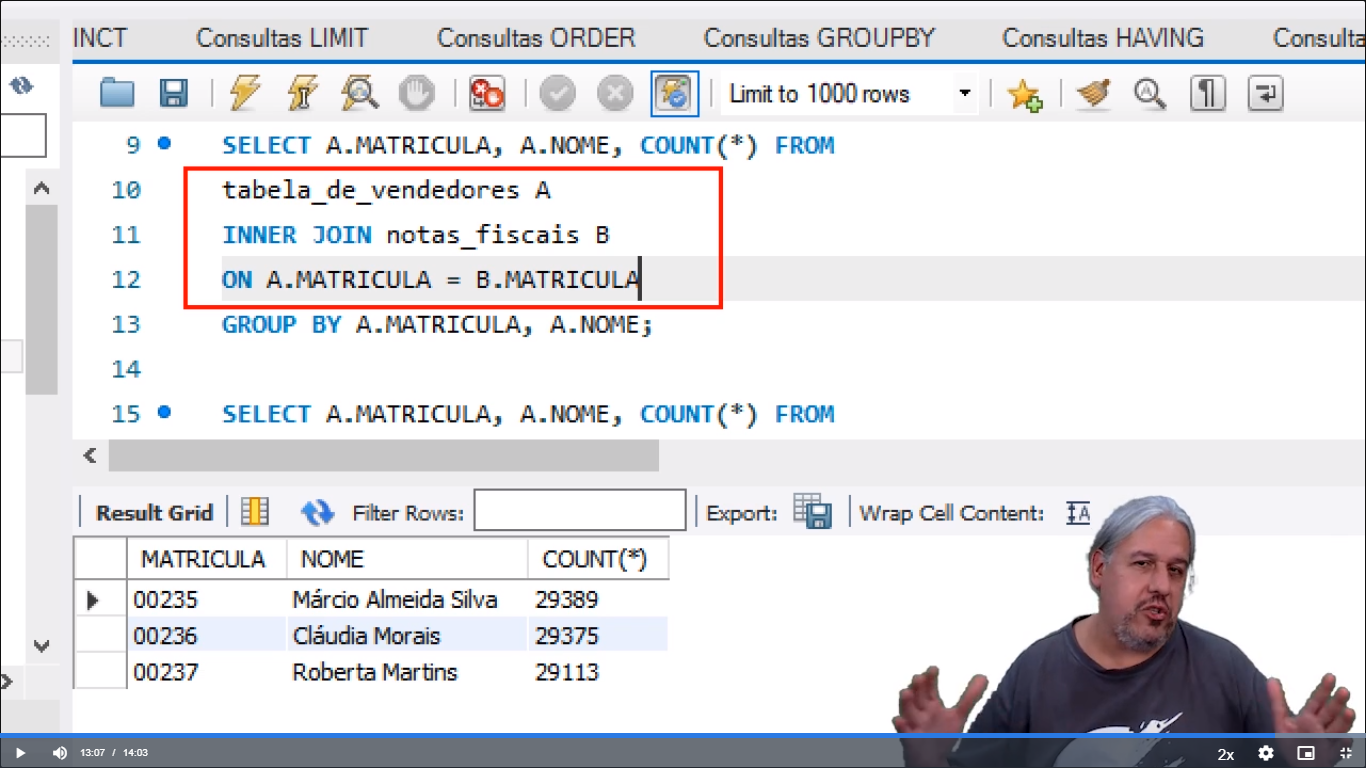 INCT Consultas LIMIT Consultas ORDER Consultas GROUPBY Consultas HAVING Consulta
Limit to 1000 rows
9 SELECT A.MATRICULA, A.NOME, COUNT(*) FROM
10 tabela_de_vendedores A
11 INNER JOIN notas_fiscais B
12 ON A.MATRICULA = B.MATRICULA
13 GROUP BY A.MATRICULA, A.NOME;
14
15 SELECT A.MATRICULA, A.NOME, COUNT(*) FROM
Result Grid Filter Rows: Export: Wrap Cell Content:
MATRICULA NOME COUNT(*)
00235 Márcio Almeida Silva 29389
00236 Cláudia Morais 29375
00237 Roberta Martins 29113
13:07 / 14:03 2x